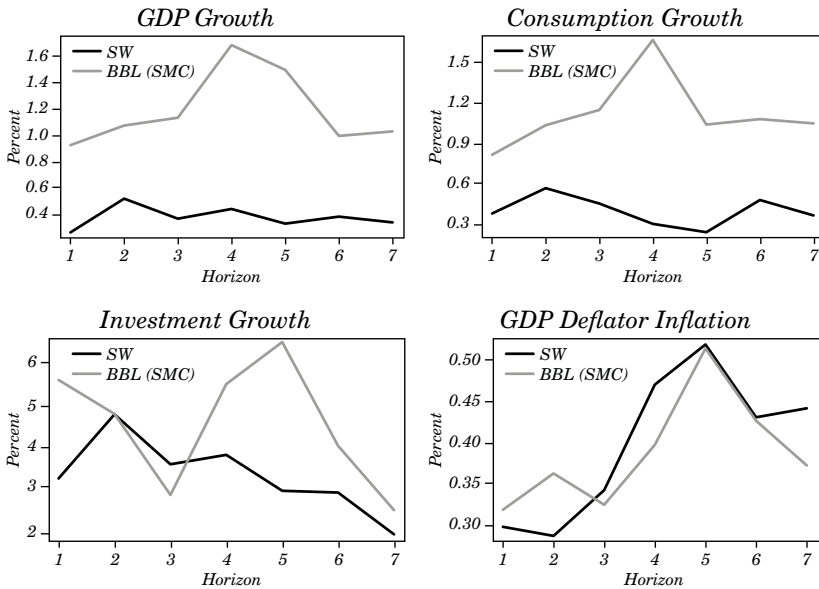 GDP Growth
Percent
1.6
1.4
1.2
1.0
0.8
0.6
0.4
SW
BBL (SMC)
1 2 3 4 5 6 7
Horizon
Consumption Growth
Percent
1.5
1.2
0.9
0.6
0.3
SW
BBL (SMC)
1 2 3 4 5 6 7
Horizon
Investment Growth
Percent
6
5
4
3
2
SW
BBL (SMC)
1 2 3 4 5 6 7
Horizon
GDP Deflator Inflation
Percent
0.50
0.45
0.40
0.35
0.30
SW
BBL (SMC)
1 2 3 4 5 6 7
Horizon